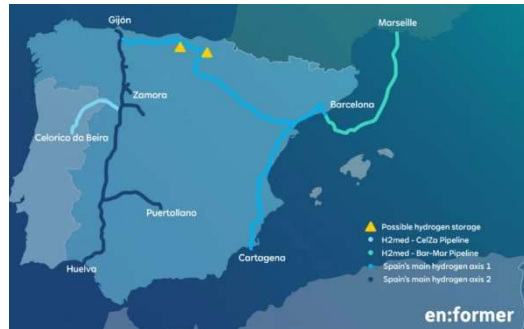 Gijón
Marseille
Zamora
Barcelona
Celorico da Beira
Puertollano
Huelva
Cartagena
Possible hydrogen storage
H2med - CelZa Pipeline
H2med - Bar-Mar Pipeline
Spain's main hydrogen axis 1
Spain's main hydrogen axis 2
en:former